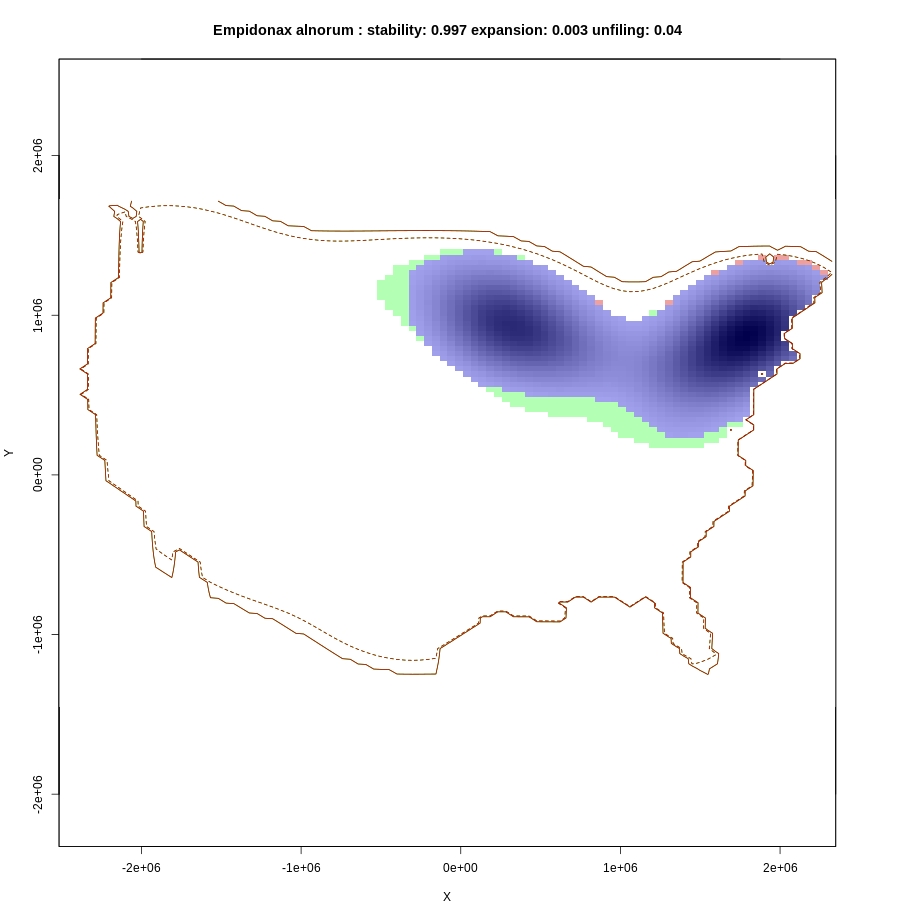 Empidonax alnorum : stability: 0.997 expansion: 0.003 unfiling: 0.04
2e+06
1e+06
0e+00
-1e+06
-2e+06
Y
-2e+06 -1e+06 0e+00 1e+06 2e+06
X